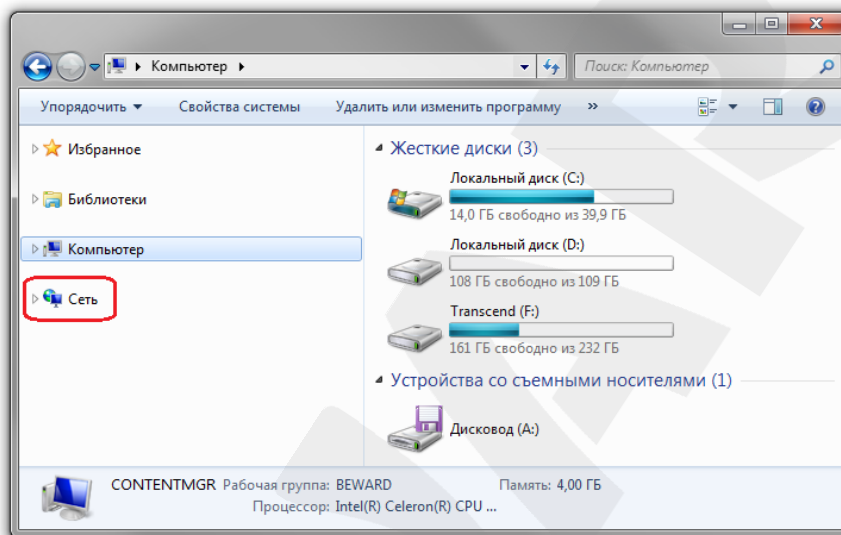 Компьютер
Поиск: Компьютер
Упорядочить Свойства системы Удалить или изменить программу »
Избранное
Библиотеки
Компьютер
Сеть
Жесткие диски (3)
Локальный диск (C:)
14,0 ГБ свободно из 39,9 ГБ
Локальный диск (D:)
108 ГБ свободно из 109 ГБ
Transcend (F:)
161 ГБ свободно из 232 ГБ
Устройства со съемными носителями (1)
Дисковод (A:)
CONTENTMGR Рабочая группа: BEWARD Память: 4,00 ГБ
Процессор: Intel(R) Celeron(R) CPU ...